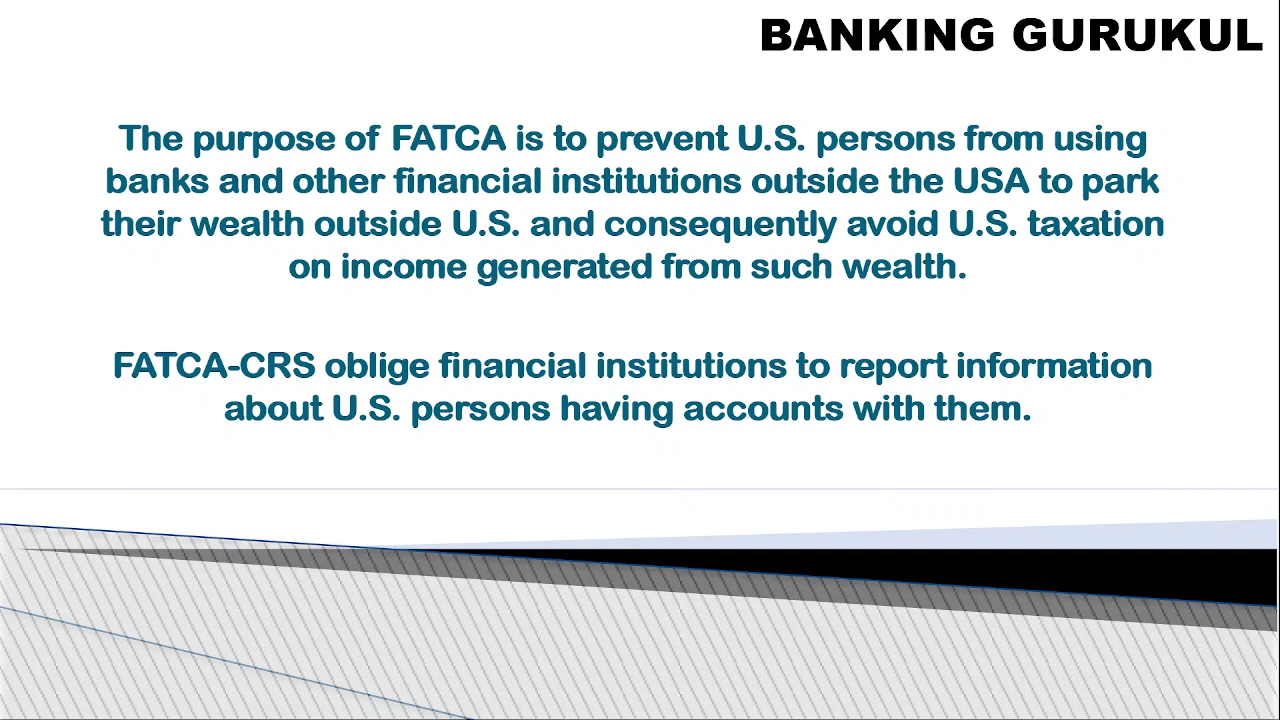 BANKING GURUKUL
The purpose of FATCA is to prevent U.S. persons from using
banks and other financial institutions outside the USA to park
their wealth outside U.S. and consequently avoid U.S. taxation
on income generated from such wealth.
FATCA-CRS oblige financial institutions to report information
about U.S. persons having accounts with them.